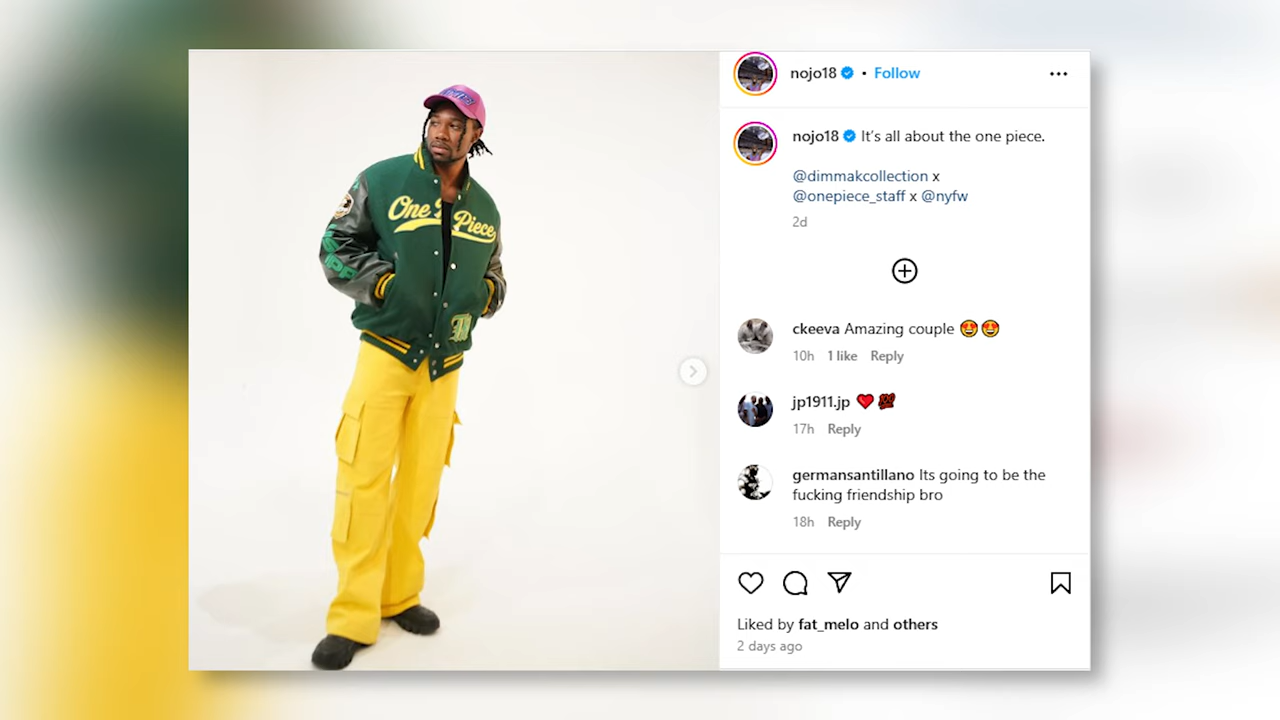 nojo18 • Follow
nojo18 It's all about the one piece.
@dimmakcollection x
@onepiece_staff x @nyfw
2d
ckeeva Amazing couple 😍😍
10h 1 like Reply
jp1911.jp ❤️💯
17h Reply
germansantillano Its going to be the
fucking friendship bro
18h Reply
Liked by fat_melo and others
2 days ago
One Piece